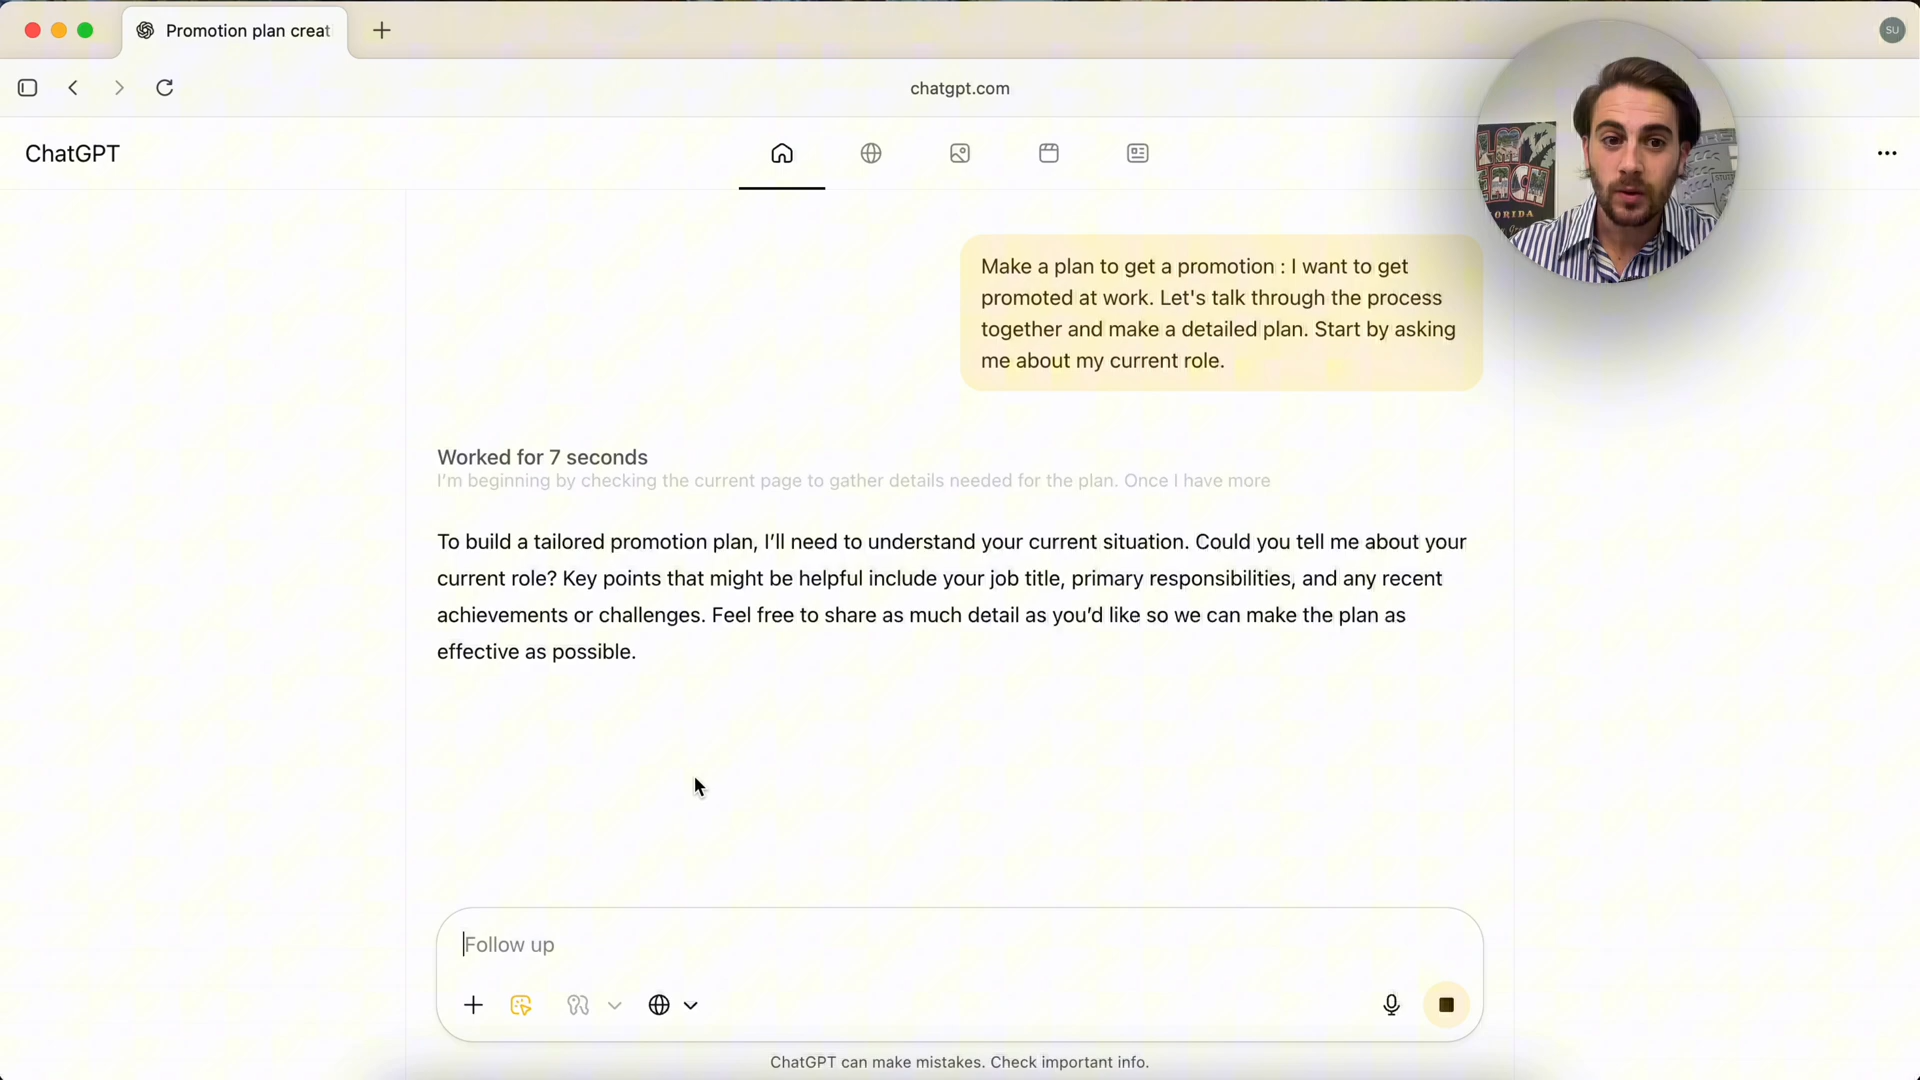 Promotion plan creat
SU
chatgpt.com
ChatGPT
ORIDA
Make a plan to get a promotion : I want to get
promoted at work. Let's talk through the process
together and make a detailed plan. Start by asking
me about my current role.
Worked for 7 seconds
I'm beginning by checking the current page to gather details needed for the plan. Once I have more
To build a tailored promotion plan, I’ll need to understand your current situation. Could you tell me about your
current role? Key points that might be helpful include your job title, primary responsibilities, and any recent
achievements or challenges. Feel free to share as much detail as you’d like so we can make the plan as
effective as possible.
Follow up
ChatGPT can make mistakes. Check important info.